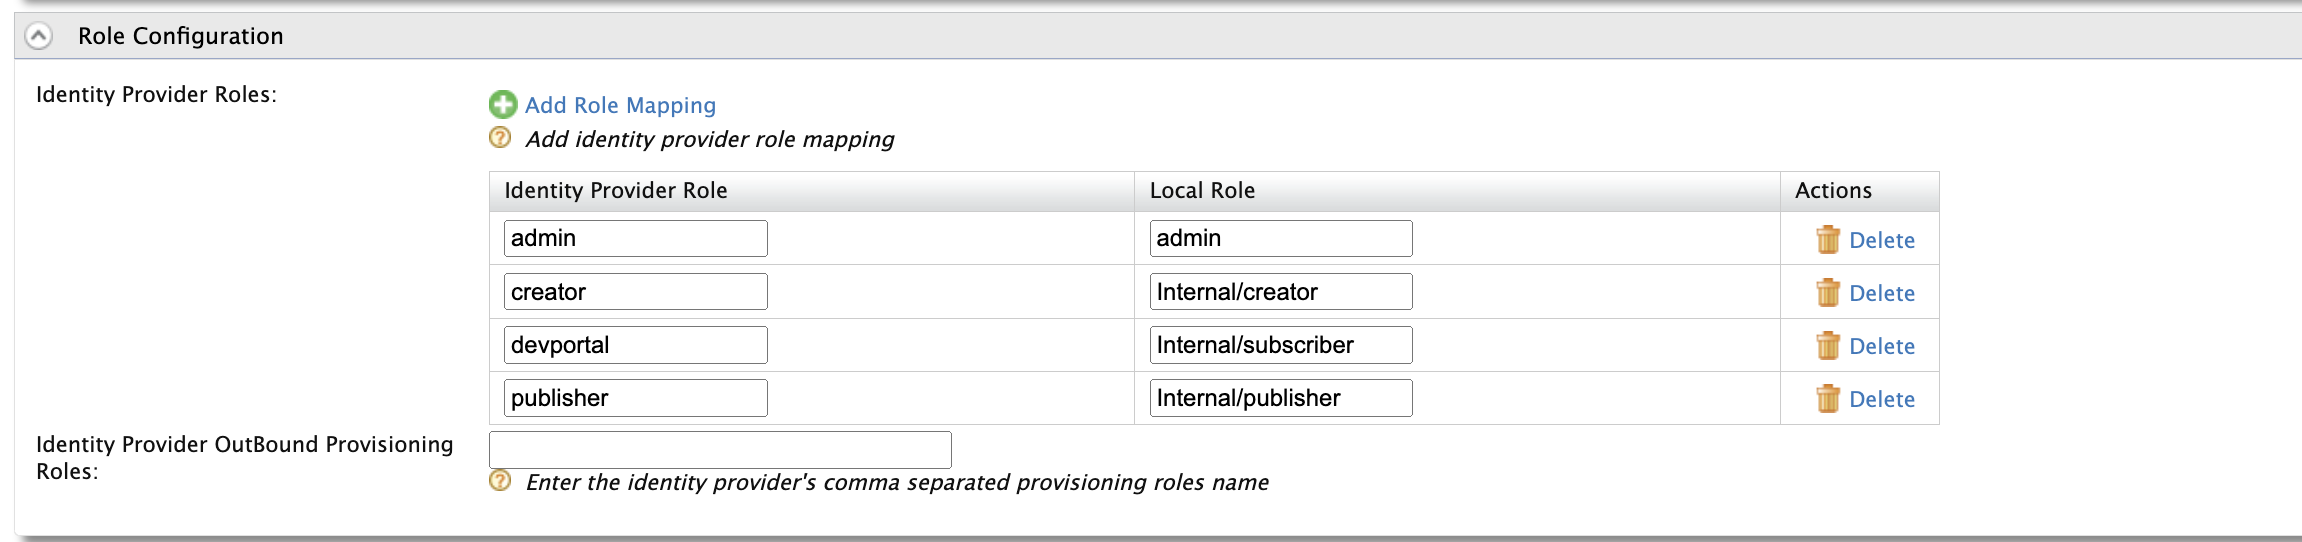 Role Configuration
Identity Provider Roles:
Add Role Mapping
Add identity provider role mapping
Identity Provider Role Local Role Actions
admin admin Delete
creator Internal/creator Delete
devportal Internal/subscriber Delete
publisher Internal/publisher Delete
Identity Provider OutBound Provisioning
Roles:
Enter the identity provider's comma separated provisioning roles name